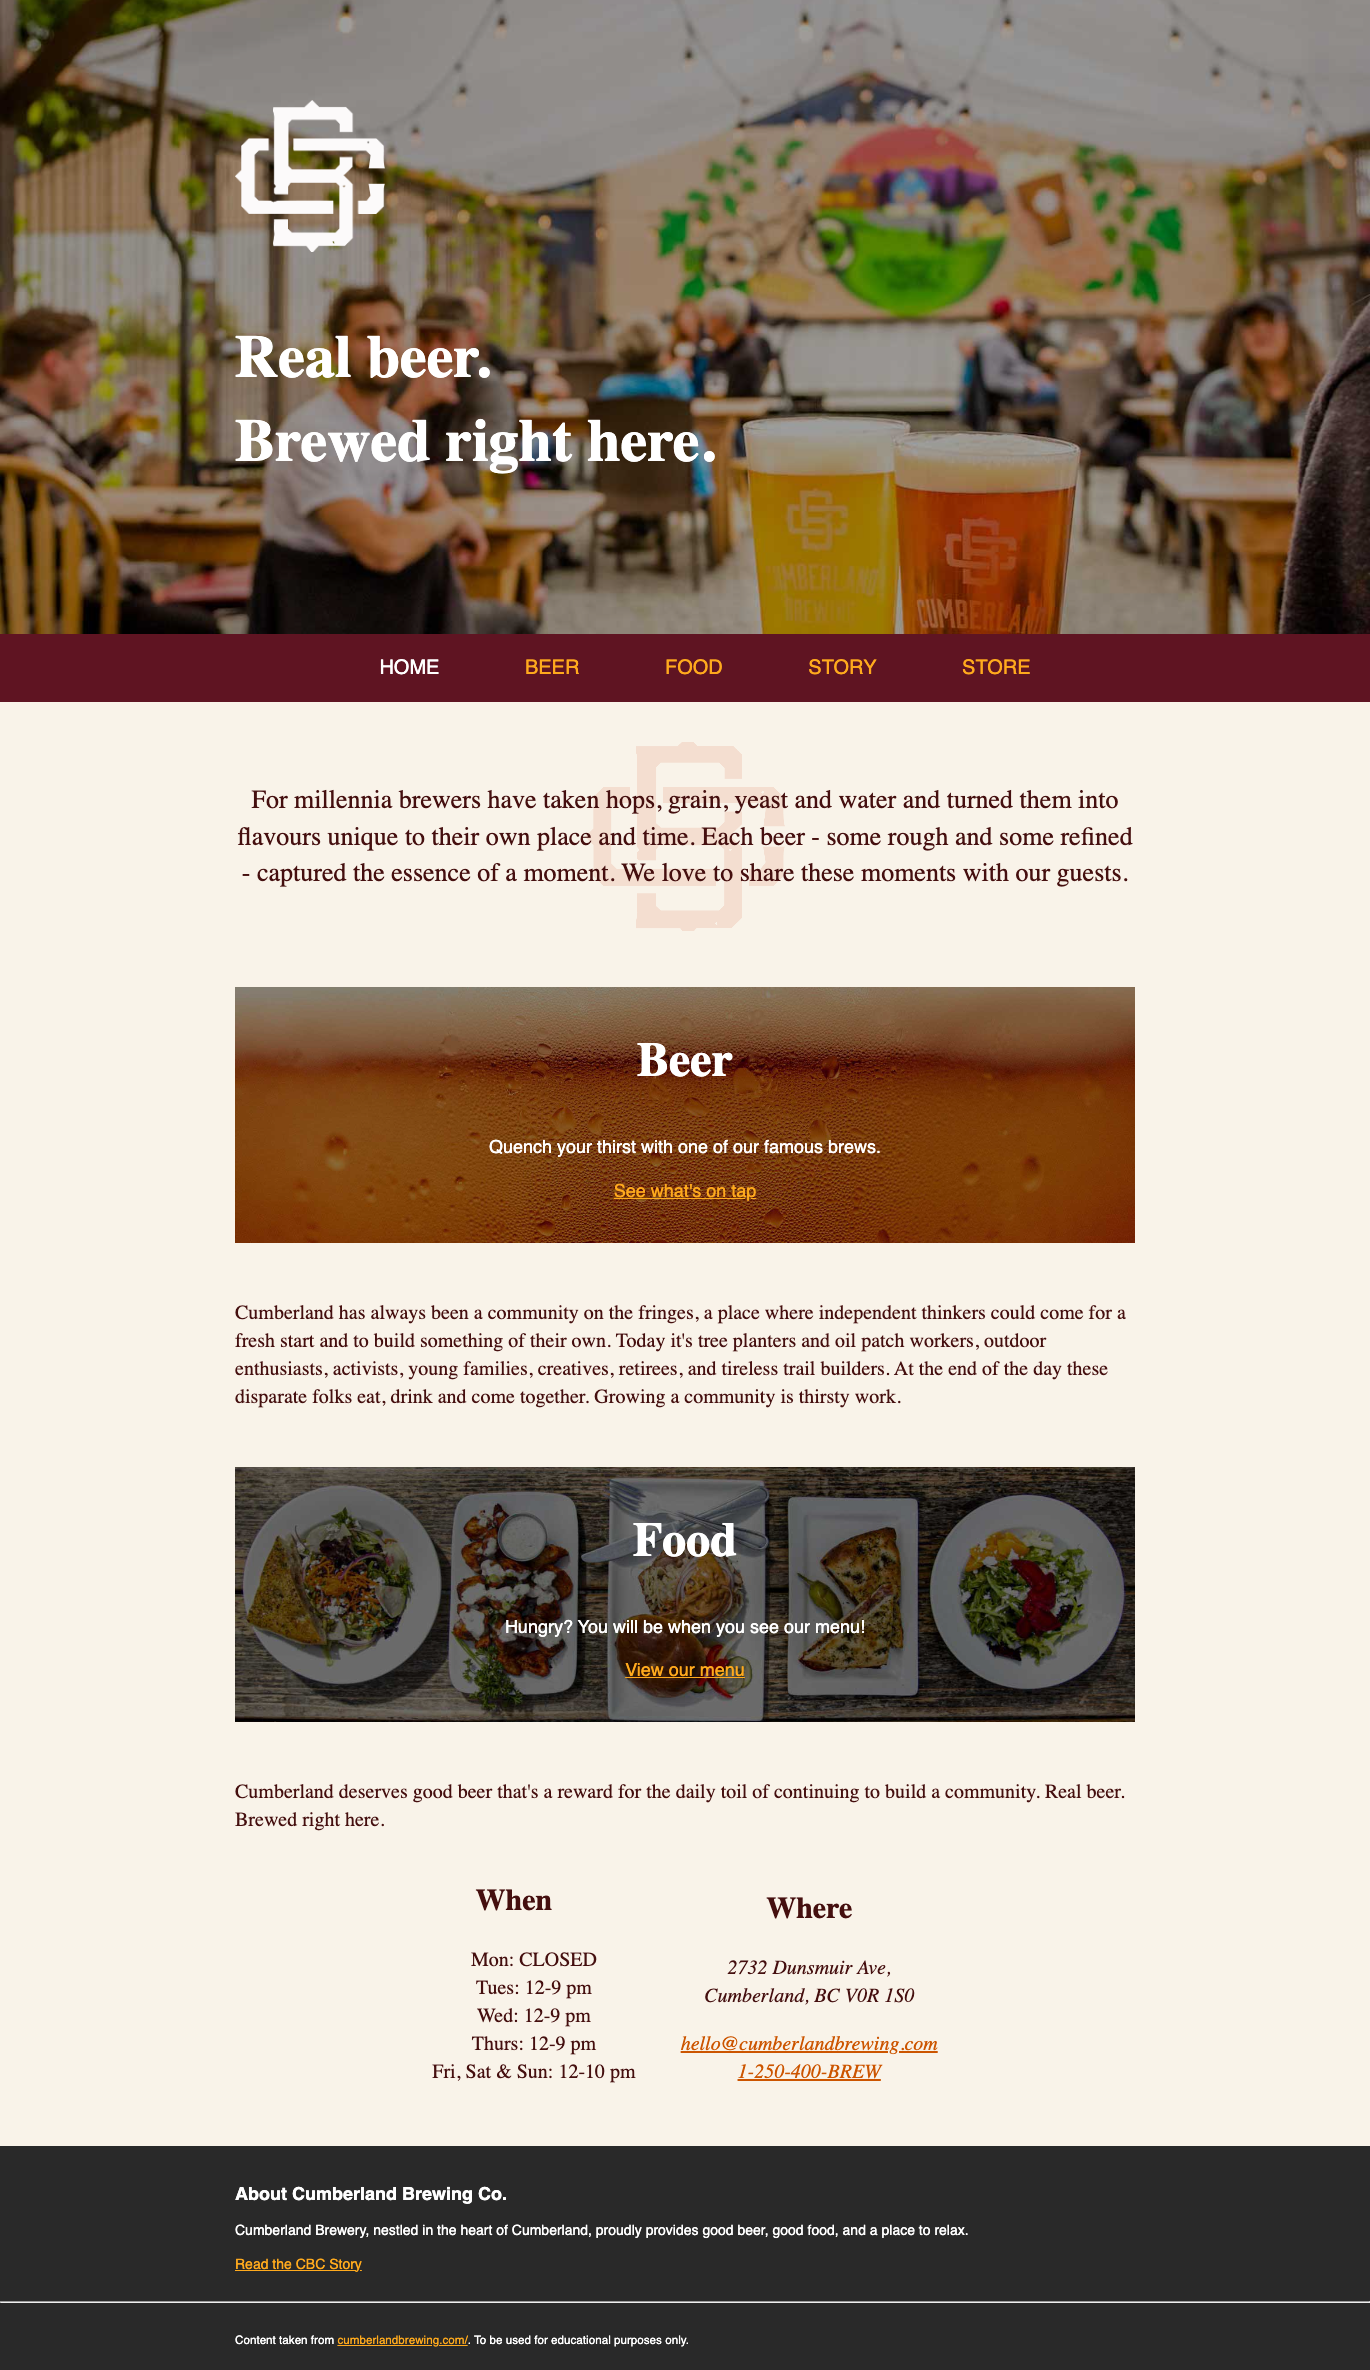 Real beer.
Brewed right here.
CUMBERLAND
BREWING
CUMBERLAND
HOME BEER FOOD STORY STORE
For millennia brewers have taken hops, grain, yeast and water and turned them into
flavours unique to their own place and time. Each beer - some rough and some refined
- captured the essence of a moment. We love to share these moments with our guests.
Beer
Quench your thirst with one of our famous brews.
See what's on tap
Cumberland has always been a community on the fringes, a place where independent thinkers could come for a
fresh start and to build something of their own. Today it's tree planters and oil patch workers, outdoor
enthusiasts, activists, young families, creatives, retirees, and tireless trail builders. At the end of the day these
disparate folks eat, drink and come together. Growing a community is thirsty work.
Food
Hungry? You will be when you see our menu!
View our menu
Cumberland deserves good beer that's a reward for the daily toil of continuing to build a community. Real beer.
Brewed right here.
When
Mon: CLOSED
Tues: 12-9 pm
Wed: 12-9 pm
Thurs: 12-9 pm
Fri, Sat & Sun: 12-10 pm
Where
2732 Dunsmuir Ave,
Cumberland, BC V0R 1S0
hello@cumberlandbrewing.com
1-250-400-BREW
About Cumberland Brewing Co.
Cumberland Brewery, nestled in the heart of Cumberland, proudly provides good beer, good food, and a place to relax.
Read the CBC Story
Content taken from cumberlandbrewing.com/. To be used for educational purposes only.